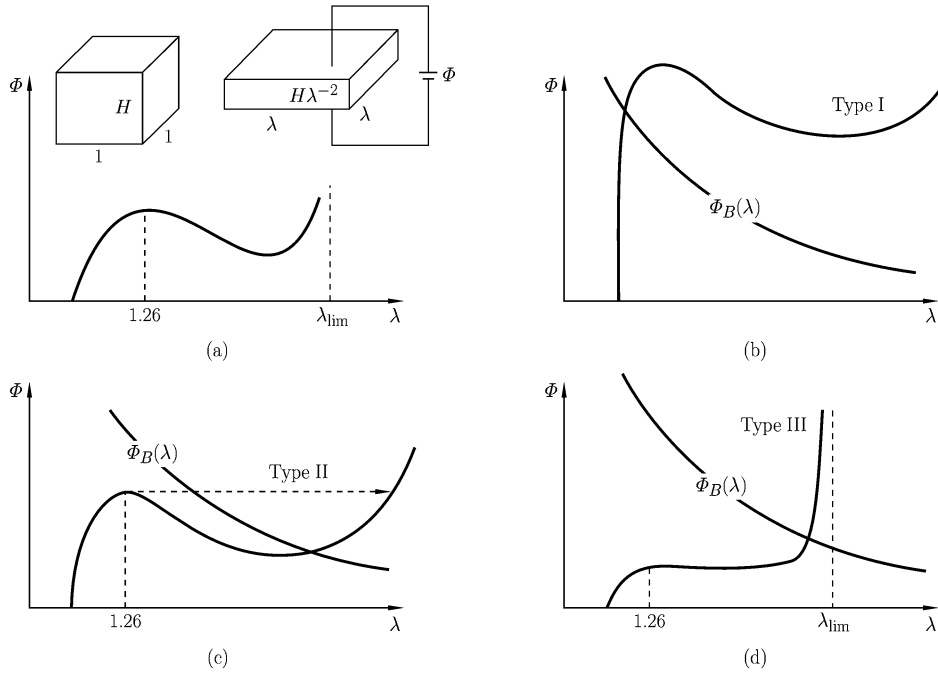 Φ
H
1
1
Hλ⁻²
λ
λ
Φ
1.26
λlim
λ
(a)
Φ
Type I
ΦB(λ)
λ
(b)
Φ
ΦB(λ)
Type II
1.26
λ
(c)
Φ
Type III
ΦB(λ)
1.26
λlim
λ
(d)